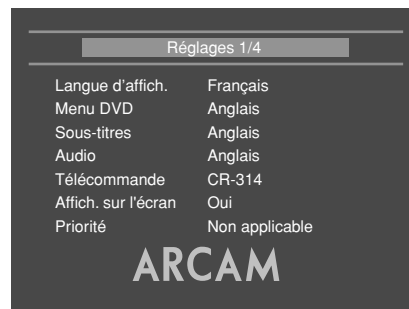 Réglages 1/4
Langue d’affich. Français
Menu DVD Anglais
Sous-titres Anglais
Audio Anglais
Télécommande CR-314
Affich. sur l'écran Oui
Priorité Non applicable
ARCAM